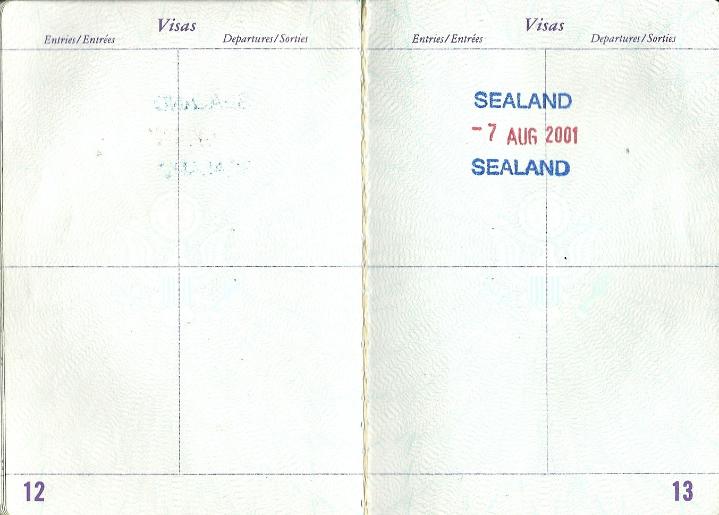 Visas
Entries/Entrées Departures/Sorties
12
Visas
Entries/Entrées Departures/Sorties
SEALAND
-7 AUG 2001
SEALAND
13